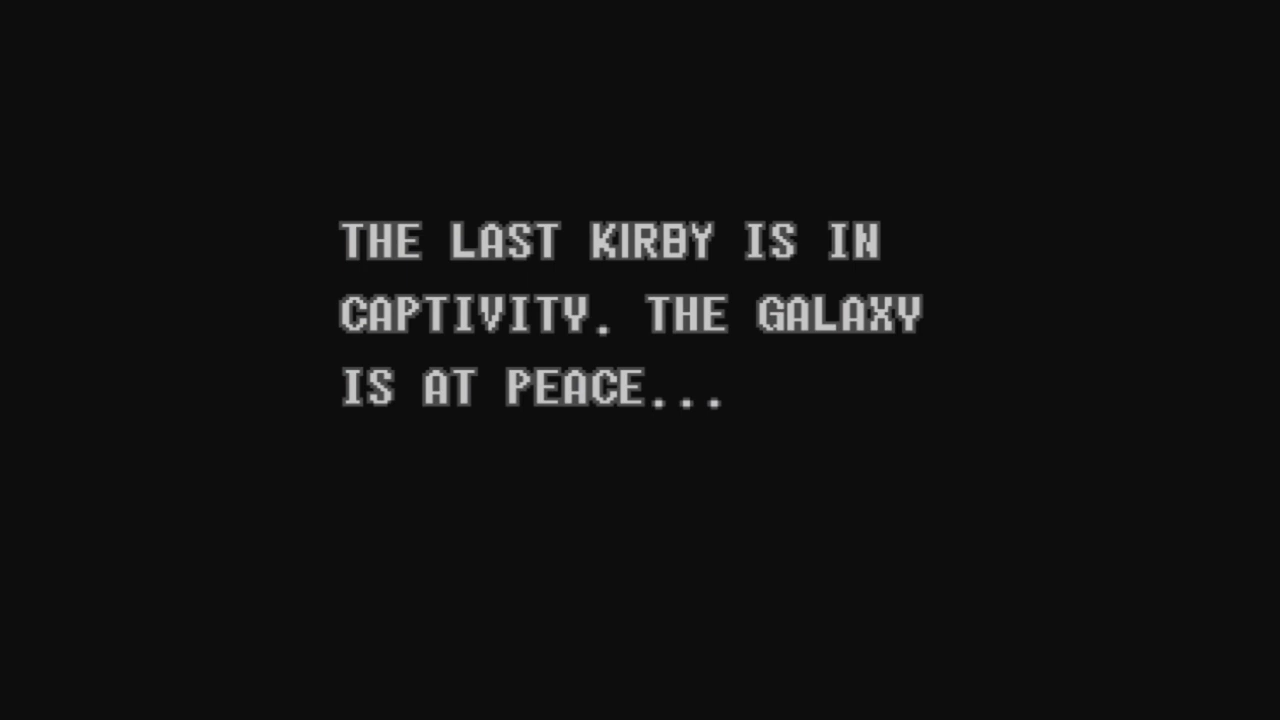 THE LAST KIRBY IS IN
CAPTIVITY. THE GALAXY
IS AT PEACE...